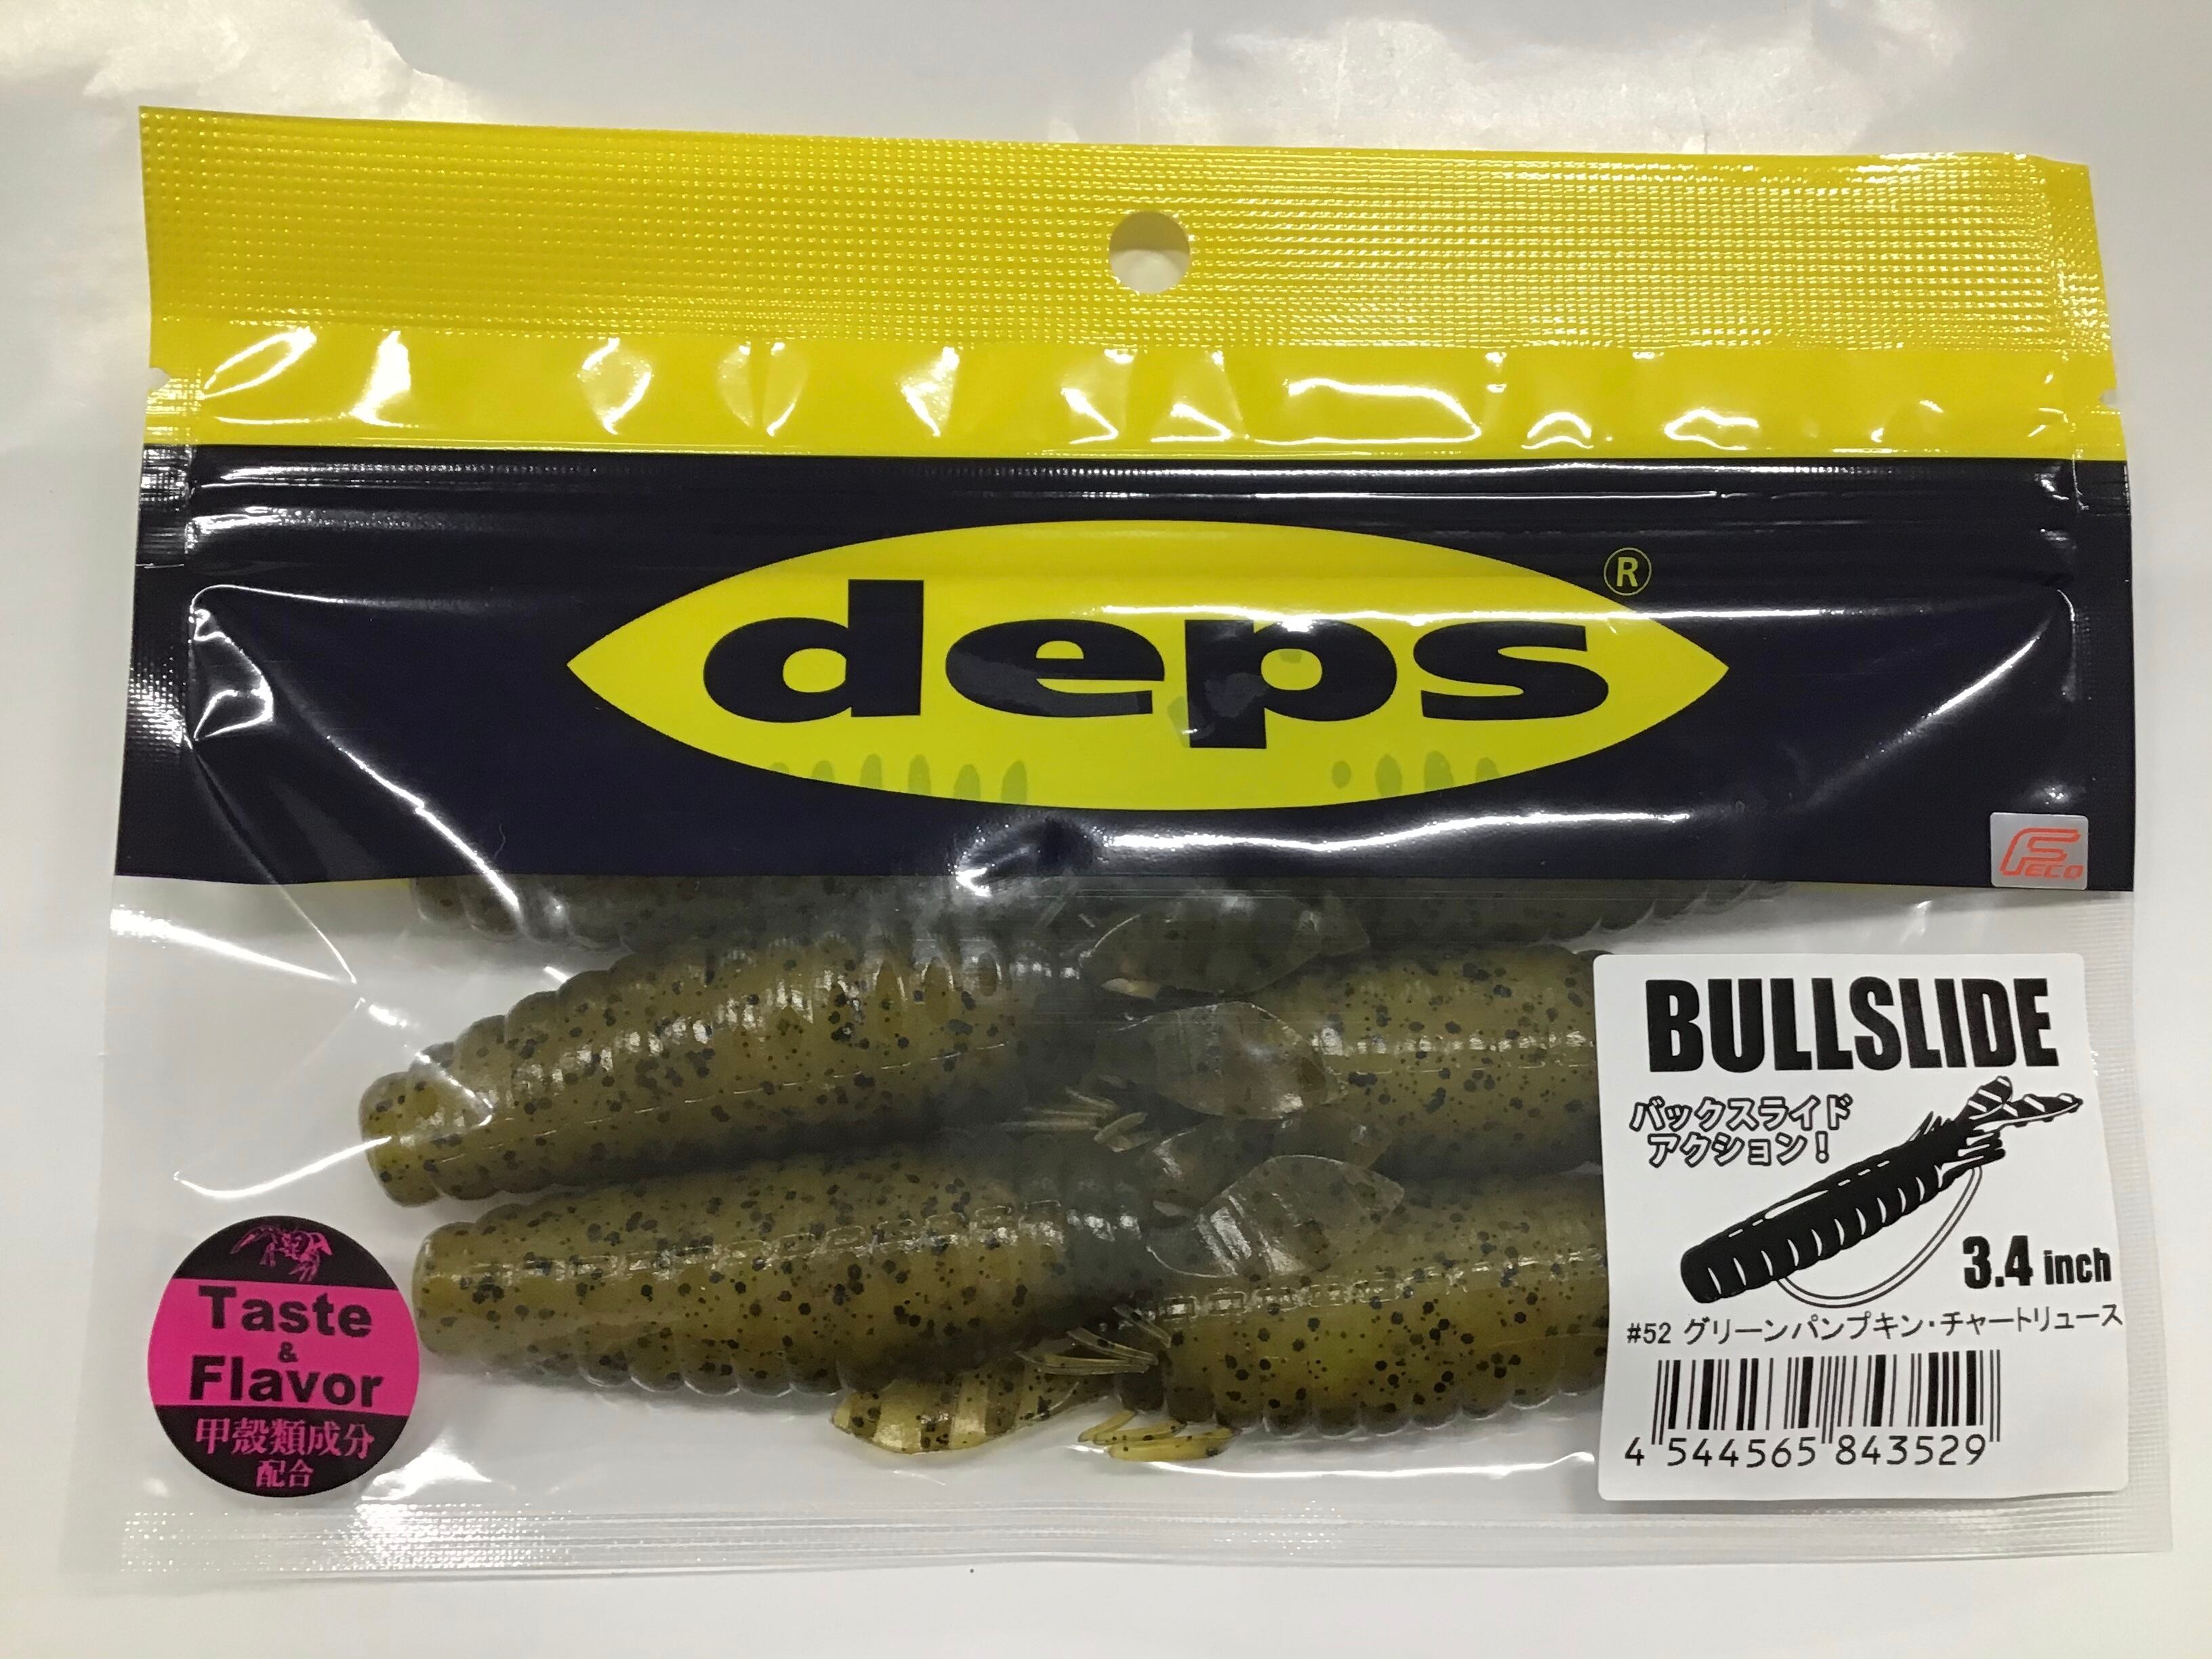 deps®
FECO
BULLSLIDE
バックスライド
アクション!
3.4 inch
#52 グリーンパンプキン・チャートリュース
4 544565 843529
Taste
&
Flavor
甲殻類成分
配合